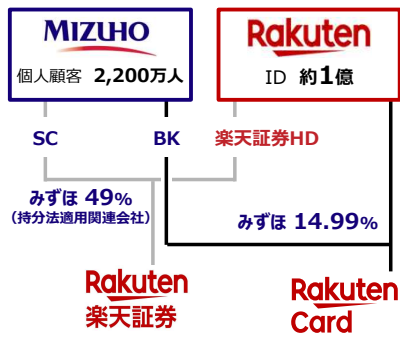 MIZUHO
個人顧客 2,200万人
Rakuten
ID 約1億
SC
BK
楽天証券HD
みずほ 49%
(持分法適用関連会社)
みずほ 14.99%
Rakuten
楽天証券
Rakuten
Card